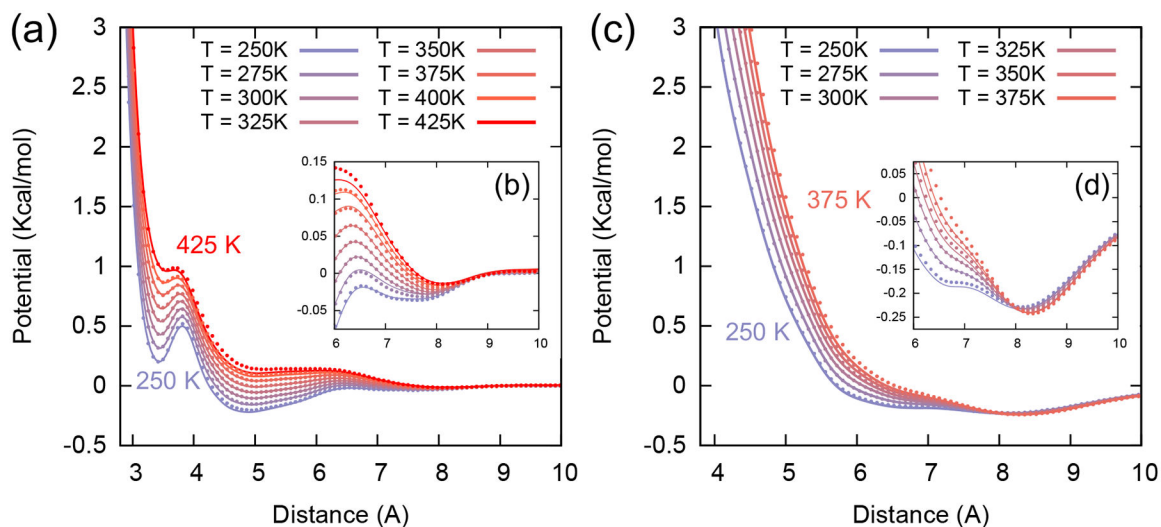 (a)
3
2.5
2
1.5
1
0.5
0
-0.5
Potential (Kcal/mol)
T = 250K
T = 275K
T = 300K
T = 325K
T = 350K
T = 375K
T = 400K
T = 425K
425 K
250 K
(b)
0.15
0.1
0.05
0
-0.05
6 7 8 9 10
3 4 5 6 7 8 9 10
Distance (A)
(c)
3
2.5
2
1.5
1
0.5
0
-0.5
Potential (Kcal/mol)
T = 250K
T = 275K
T = 300K
T = 325K
T = 350K
T = 375K
375 K
250 K
(d)
0.05
0
-0.05
-0.1
-0.15
-0.2
-0.25
6 7 8 9 10
4 5 6 7 8 9 10
Distance (A)